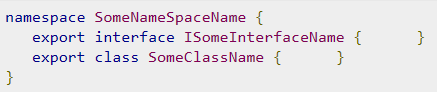 namespace SomeNameSpaceName {
   export interface ISomeInterfaceName {      }
   export class SomeClassName {      }
}